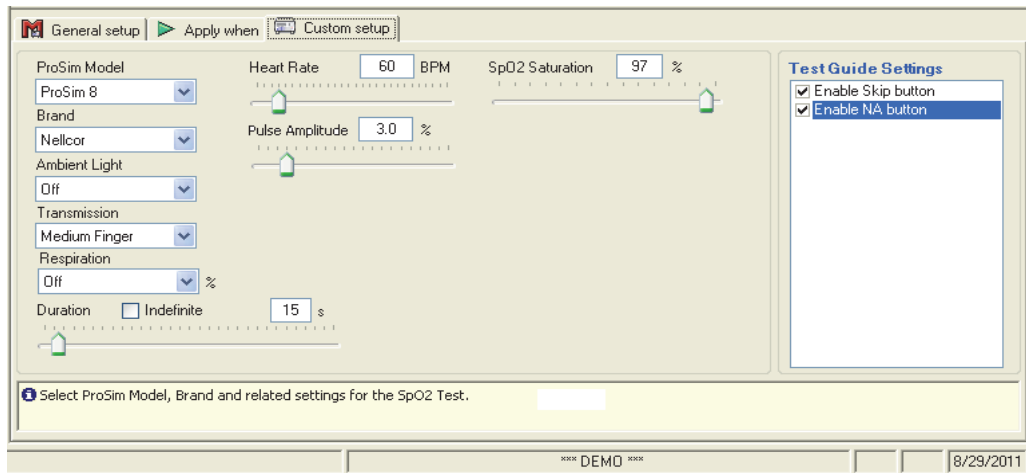 General setup
Apply when
Custom setup
ProSim Model
ProSim 8
Brand
Nellcor
Ambient Light
Off
Transmission
Medium Finger
Respiration
Off %
Duration Indefinite 15 s
Heart Rate 60 BPM
Pulse Amplitude 3.0 %
SpO2 Saturation 97 %
Test Guide Settings
Enable Skip button
Enable NA button
Select ProSim Model, Brand and related settings for the SpO2 Test.
*** DEMO ***
8/29/2011